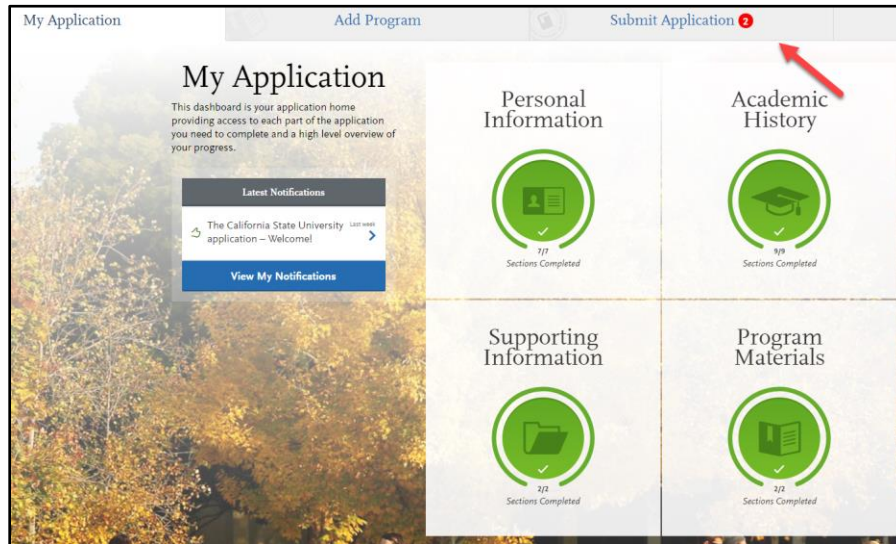 My Application
Add Program
Submit Application 2
My Application
This dashboard is your application home
providing access to each part of the application
you need to complete and a high level overview of
your progress.
Latest Notifications
The California State University
application – Welcome!
Last week
View My Notifications
Personal
Information
7/7
Sections Completed
Academic
History
9/9
Sections Completed
Supporting
Information
2/2
Sections Completed
Program
Materials
2/2
Sections Completed